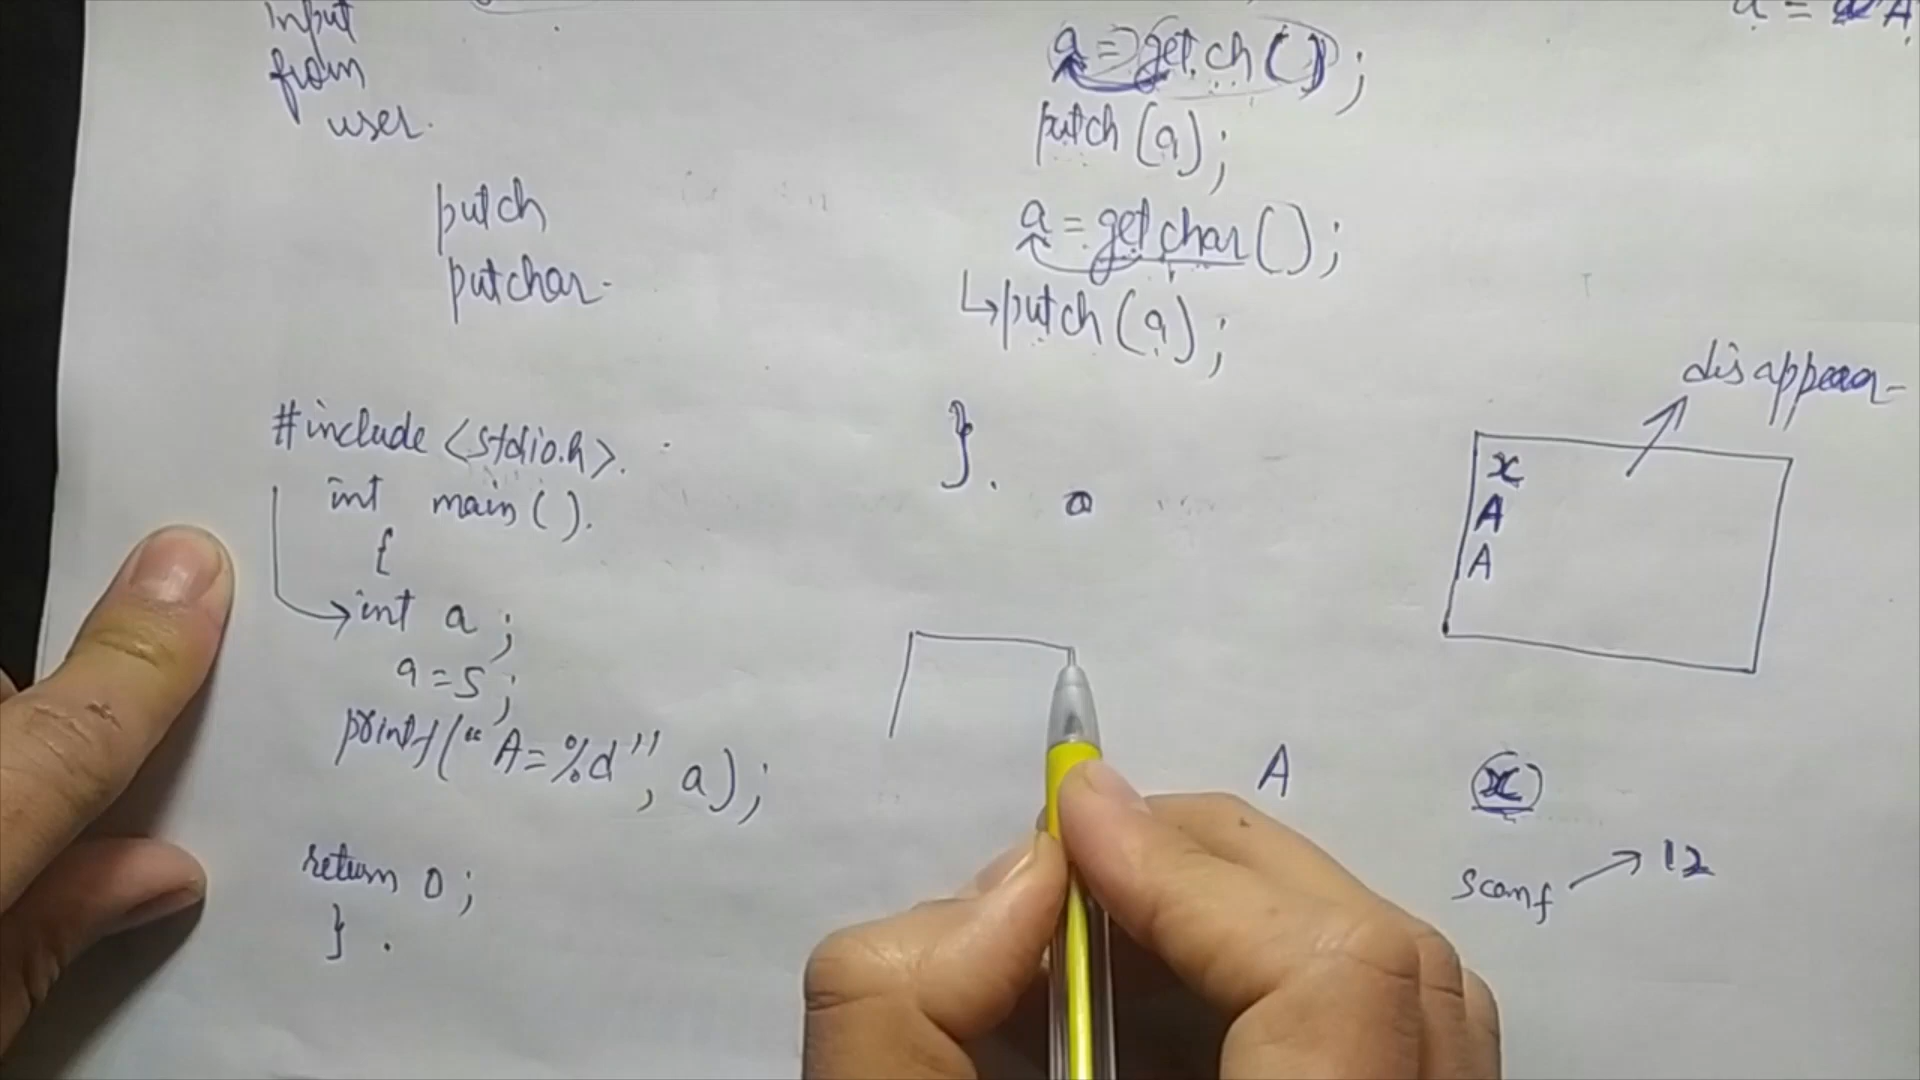 input
from
user.
putch
putchar.
#include <stdio.h>.
int main().
{
int a;
a=5;
printf("A=%d", a);
return 0;
}.
a = getch();
putch(a);
a = getchar();
putch(a);
}.
a
a = A
disappear
x
A
A
A
x
scanf → 12